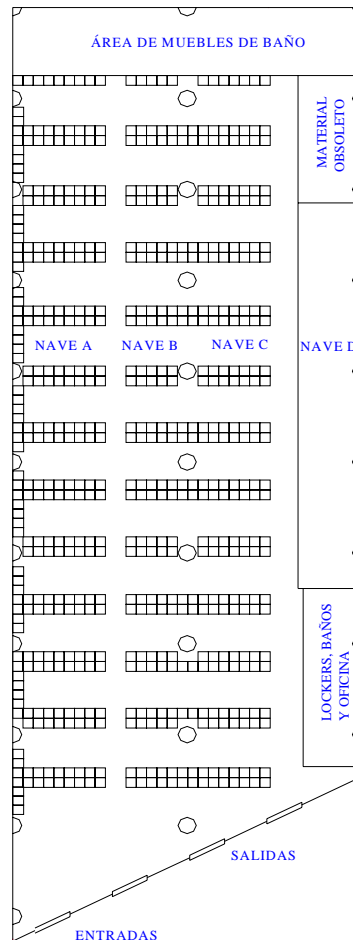 ÁREA DE MUEBLES DE BAÑO
MATERIAL
OBSOLETO
NAVE A
NAVE B
NAVE C
NAVE D
LOCKERS, BAÑOS
Y OFICINA
SALIDAS
ENTRADAS